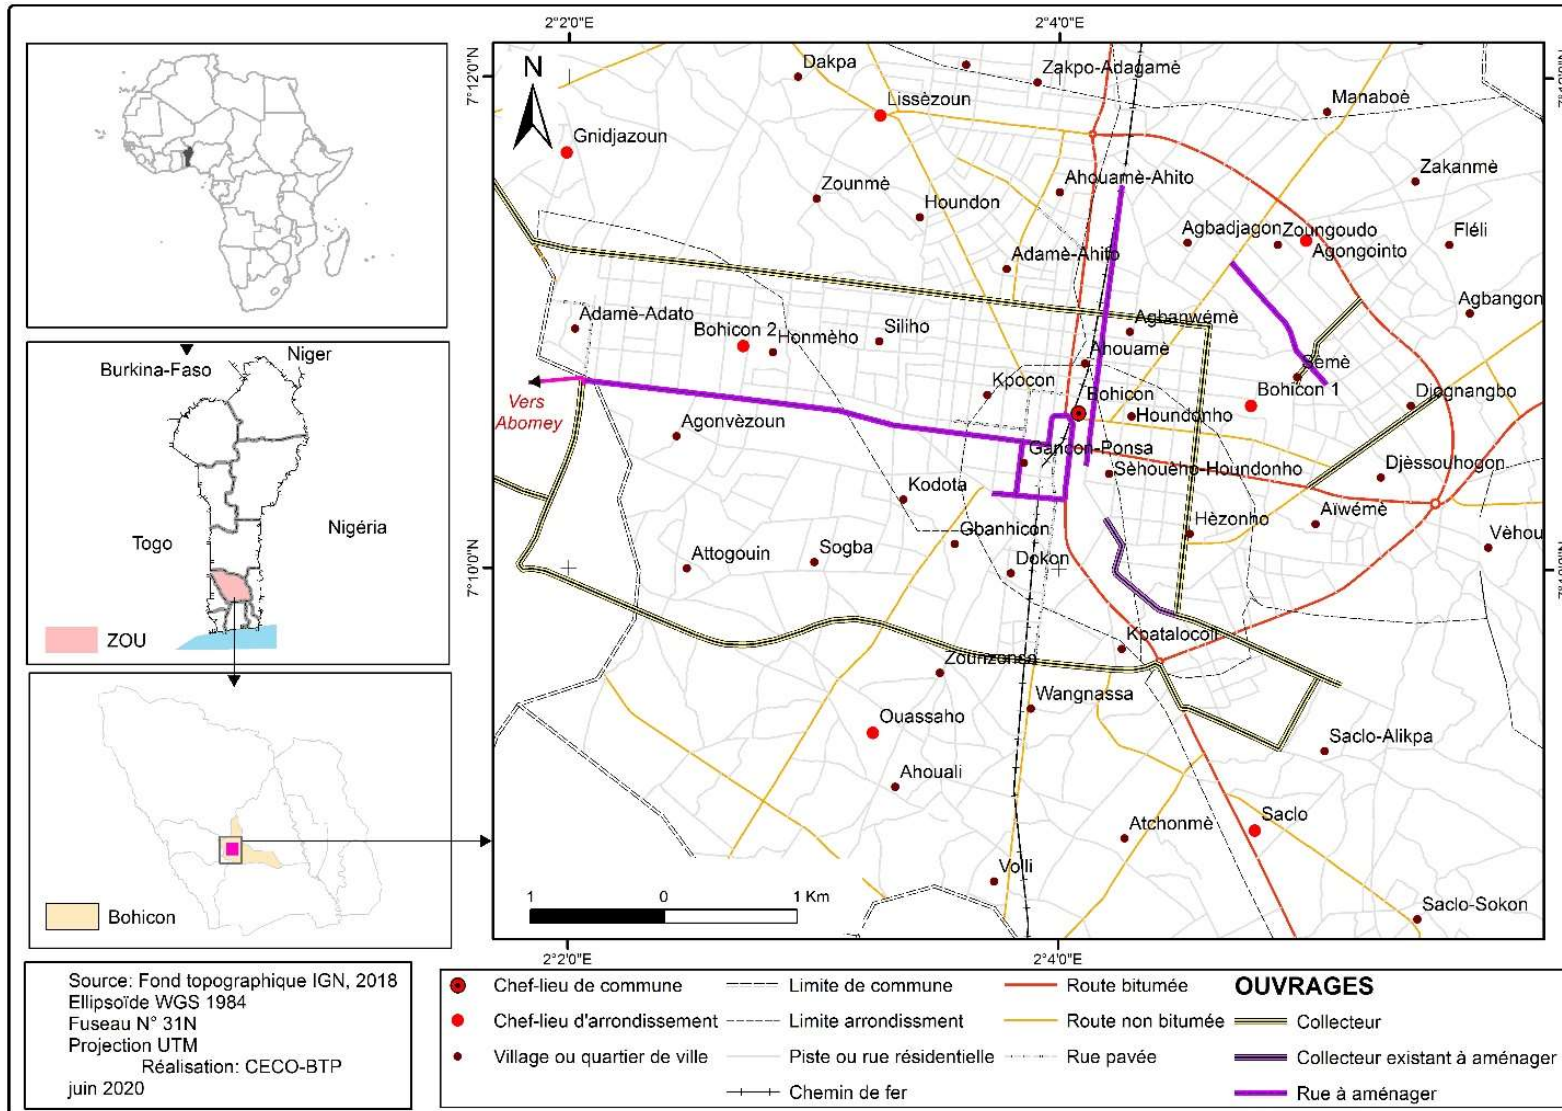 2°2'0"E
2°4'0"E
7°12'0"N
7°10'0"N
N
Dakpa
Zakpo-Adagamè
Lissèzoun
Manaboè
Gnidjazoun
Zakanmè
Zounmè
Ahouamè-Ahito
Houndon
Agbadjagon
Zoungoudo
Fléli
Agongointo
Adamè-Ahito
Agbangon
Adamè-Adato
Bohicon 2
Honmèho
Siliho
Agbanwémè
Ahouamè
Sèmè
Vers
Abomey
Kpocon
Bohicon
Bohicon 1
Djognangbo
Houndonho
Agonvèzoun
Gancon-Ponsa
Sèhouèho-Houndonho
Djèssouhogon
Kodota
Aïwémè
Hèzonho
Vèhou
Gbanhicon
Attogouin
Sogba
Dokon
Zounzonsa
Wangnassa
Ouassaho
Saclo-Alikpa
Ahouali
Atchonmè
Saclo
Volli
Saclo-Sokon
1 0 1 Km
2°2'0"E
2°4'0"E
Burkina-Faso
Niger
Togo
Nigéria
ZOU
Bohicon
Source: Fond topographique IGN, 2018
Ellipsoïde WGS 1984
Fuseau N° 31N
Projection UTM
Réalisation: CECO-BTP
juin 2020
Chef-lieu de commune
Chef-lieu d'arrondissement
Village ou quartier de ville
Limite de commune
Limite arrondissment
Piste ou rue résidentielle
Chemin de fer
Route bitumée
Route non bitumée
Rue pavée
OUVRAGES
Collecteur
Collecteur existant à aménager
Rue à aménager